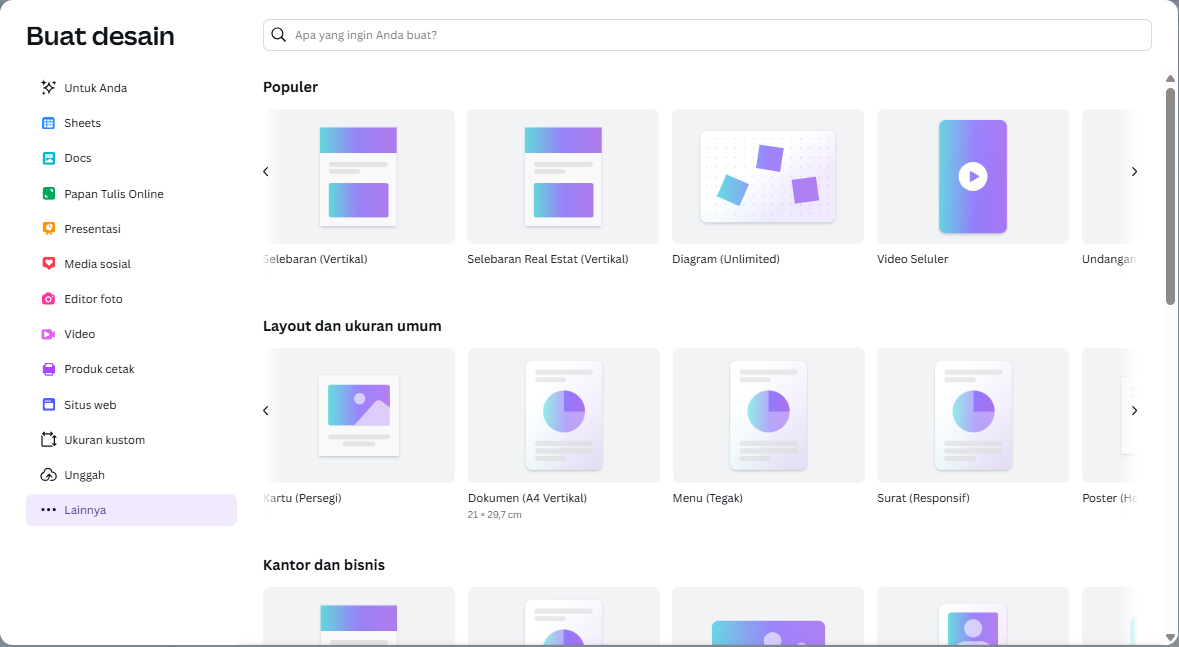 Buat desain
Apa yang ingin Anda buat?
Untuk Anda
Sheets
Docs
Papan Tulis Online
Presentasi
Media sosial
Editor foto
Video
Produk cetak
Situs web
Ukuran kustom
Unggah
Lainnya
Populer
Selebaran (Vertikal)
Selebaran Real Estat (Vertikal)
Diagram (Unlimited)
Video Seluler
Undangan
Layout dan ukuran umum
Kartu (Persegi)
Dokumen (A4 Vertikal)
21 × 29,7 cm
Menu (Tegak)
Surat (Responsif)
Poster (Ho
Kantor dan bisnis